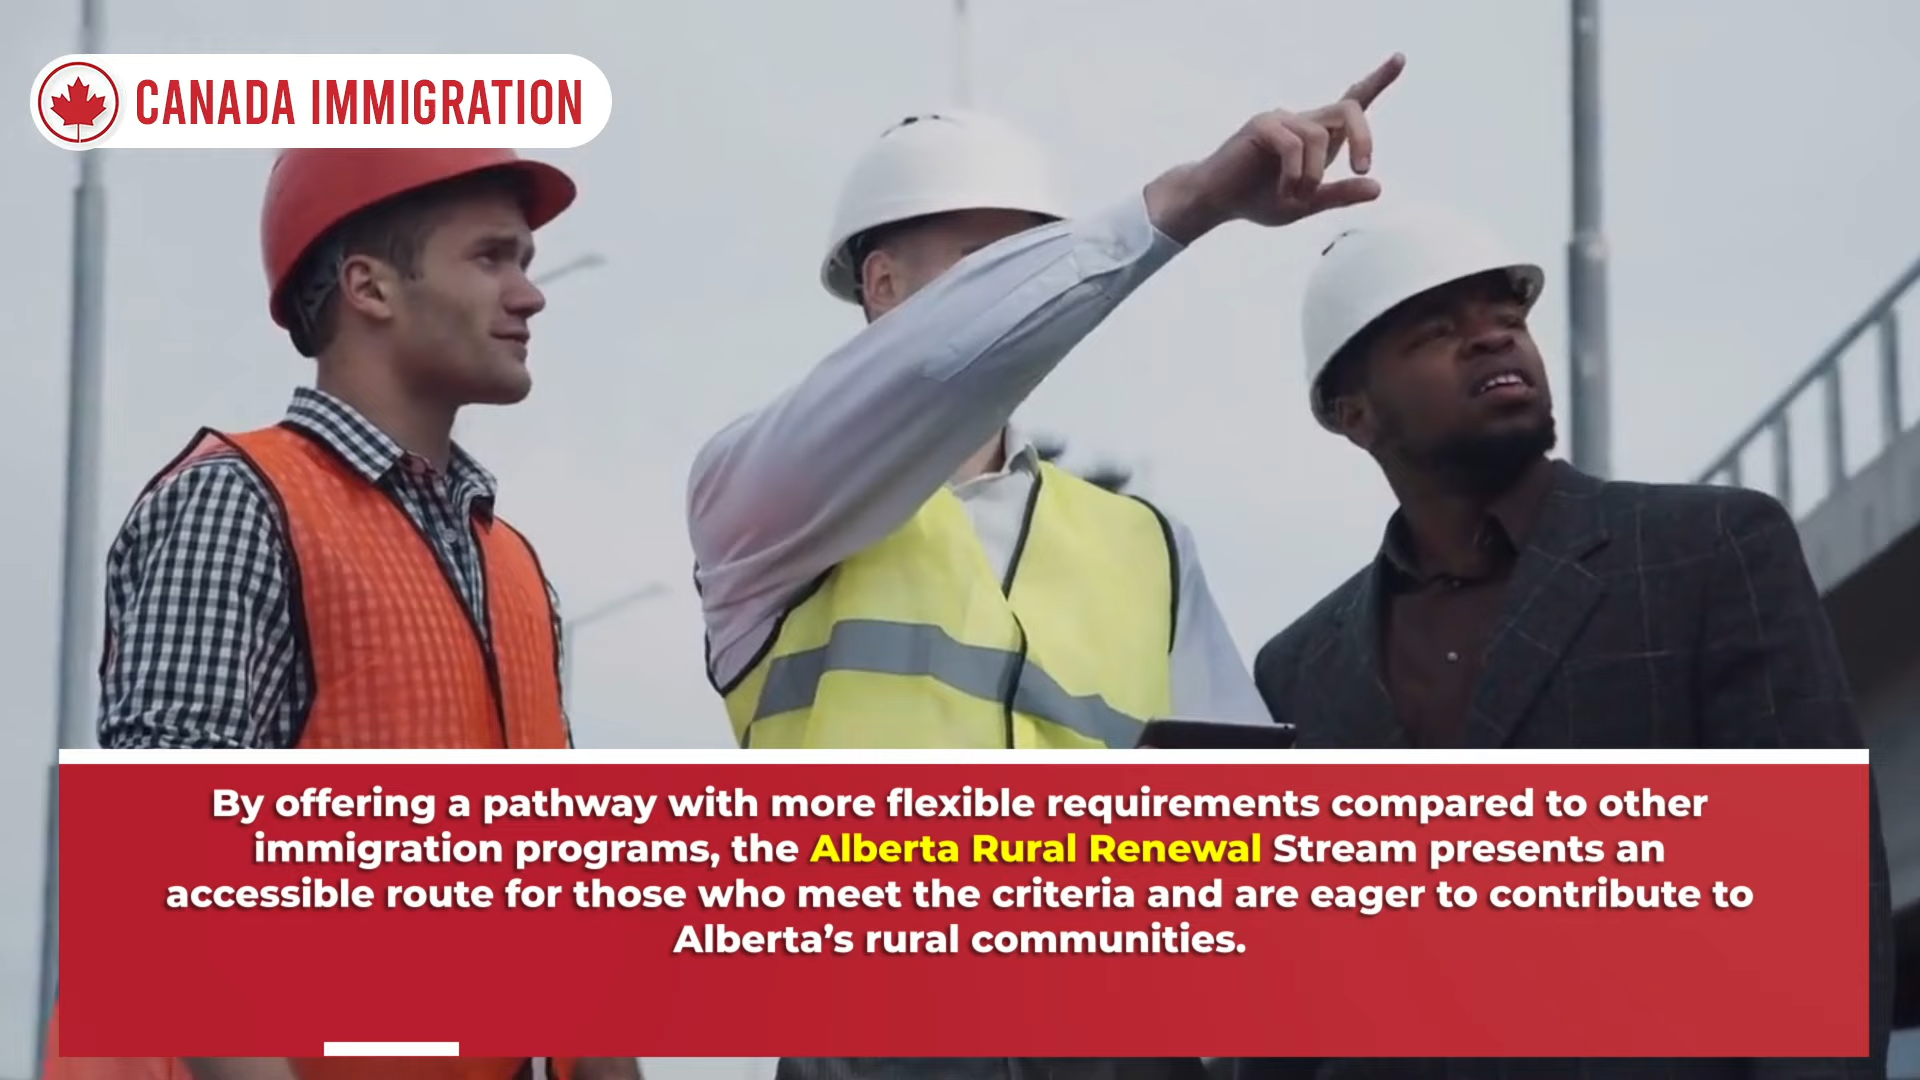 CANADA IMMIGRATION
By offering a pathway with more flexible requirements compared to other
immigration programs, the Alberta Rural Renewal Stream presents an
accessible route for those who meet the criteria and are eager to contribute to
Alberta’s rural communities.